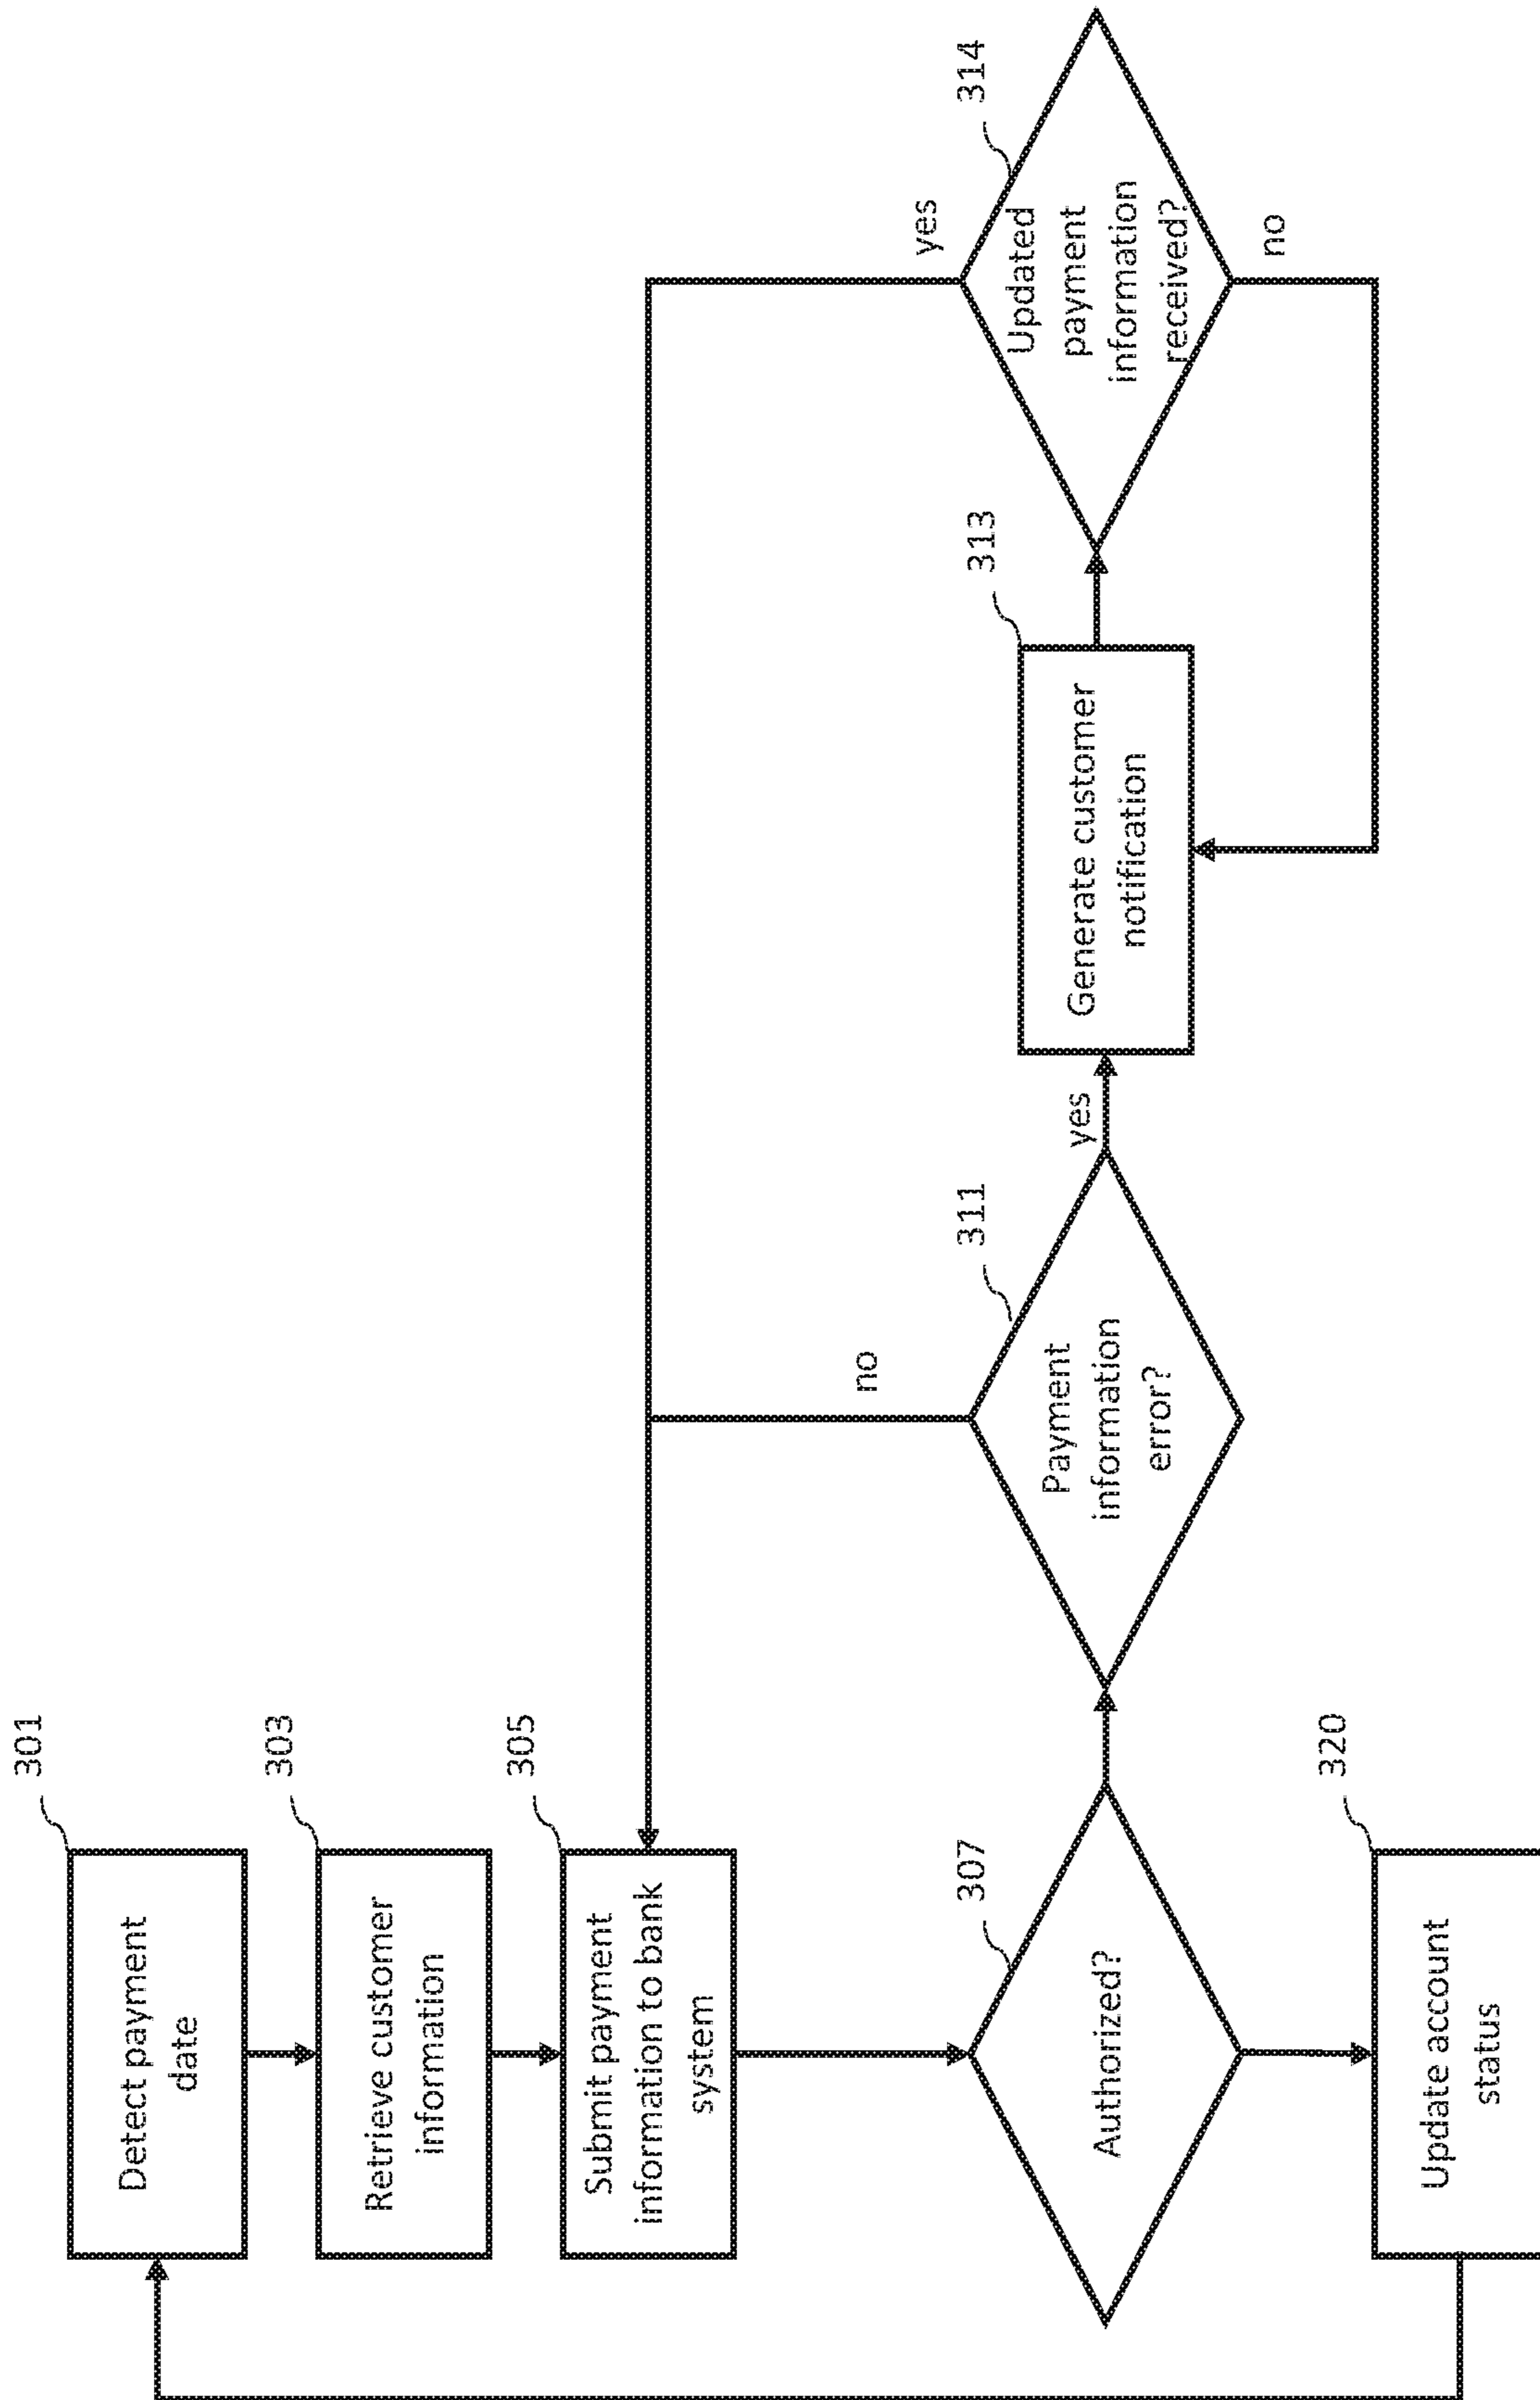 301
Detect payment
date
303
Retrieve customer
information
305
Submit payment
information to bank
system
307
Authorized?
320
Update account
status
311
Payment
information
error?
no
yes
313
Generate customer
notification
314
Updated
payment
information
received?
yes
no